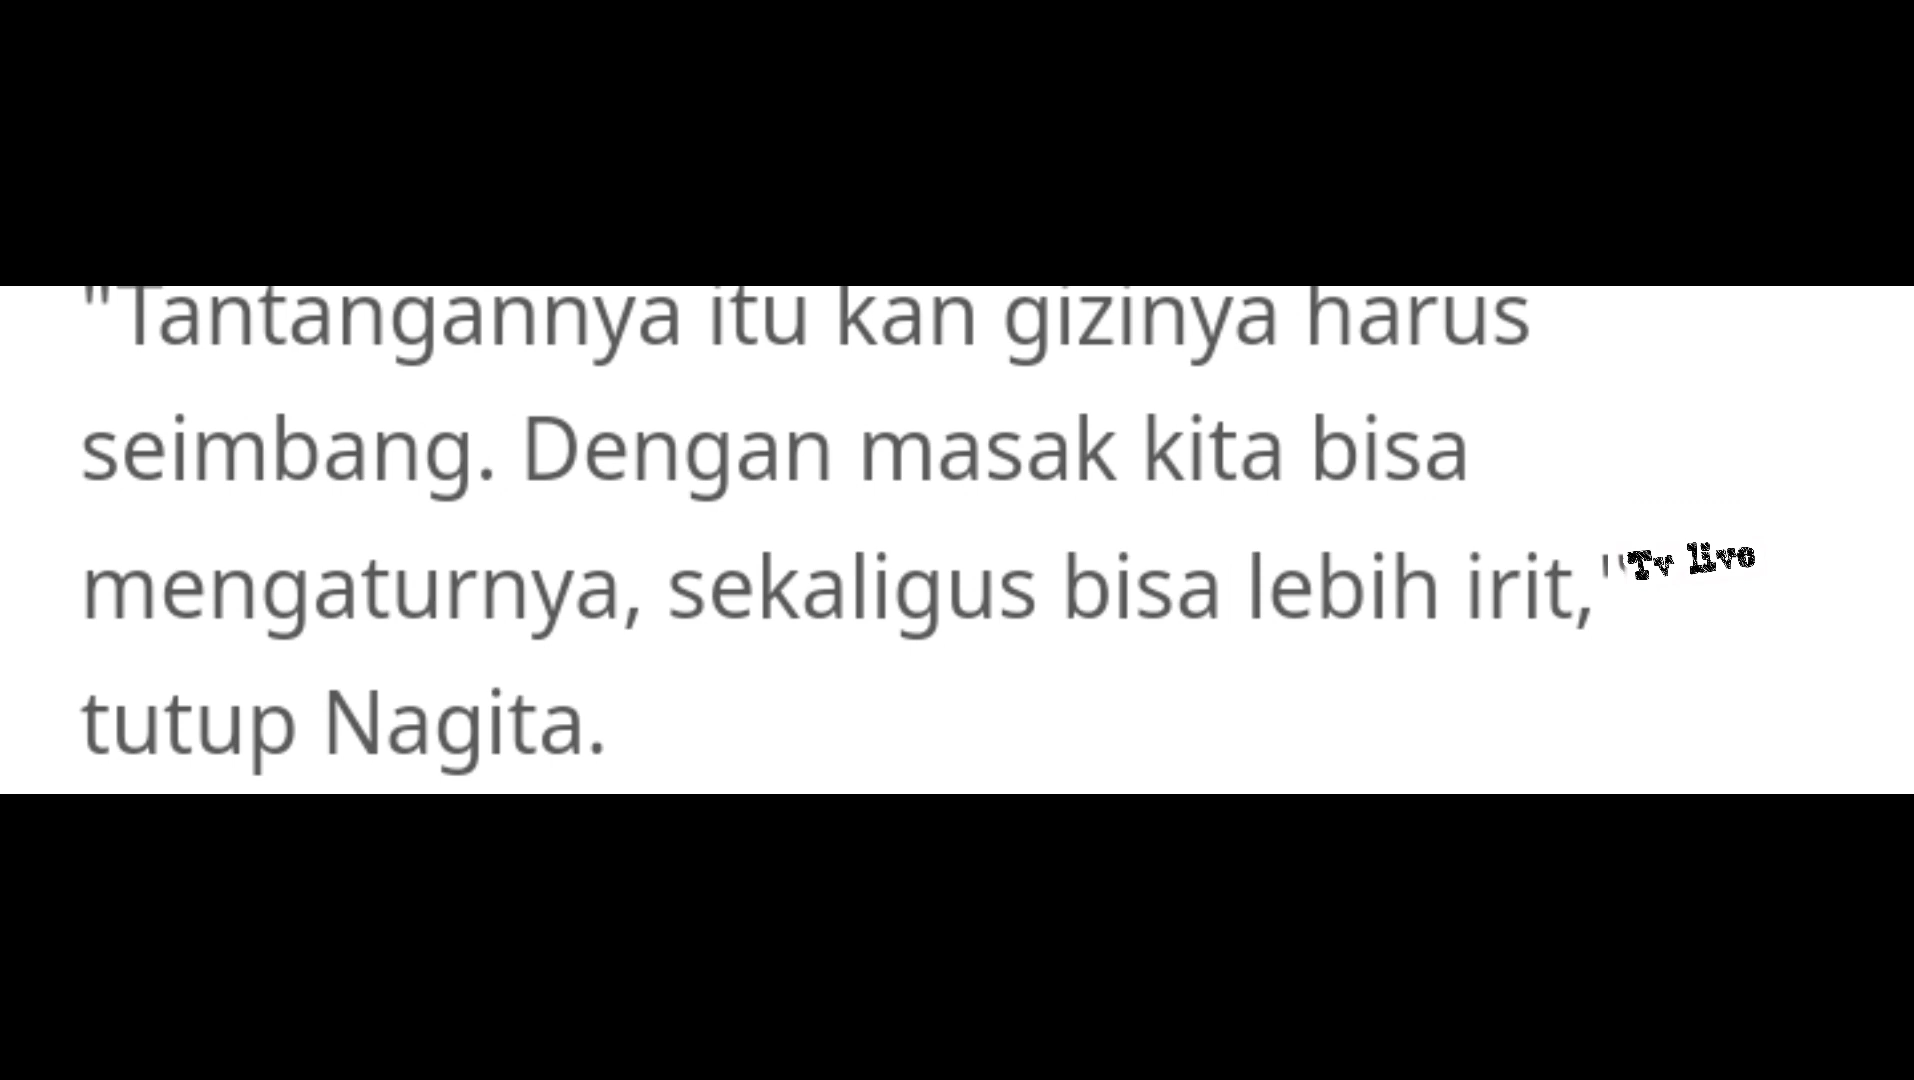 "Tantangannya itu kan gizinya harus
seimbang. Dengan masak kita bisa
mengaturnya, sekaligus bisa lebih irit," Tv live
tutup Nagita.